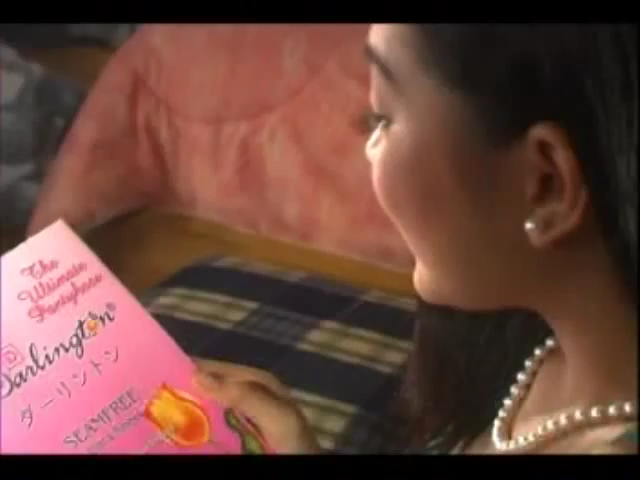 The
Ultimate
Pantyhose
Darlington®
ダーリントン
SEAMFREE